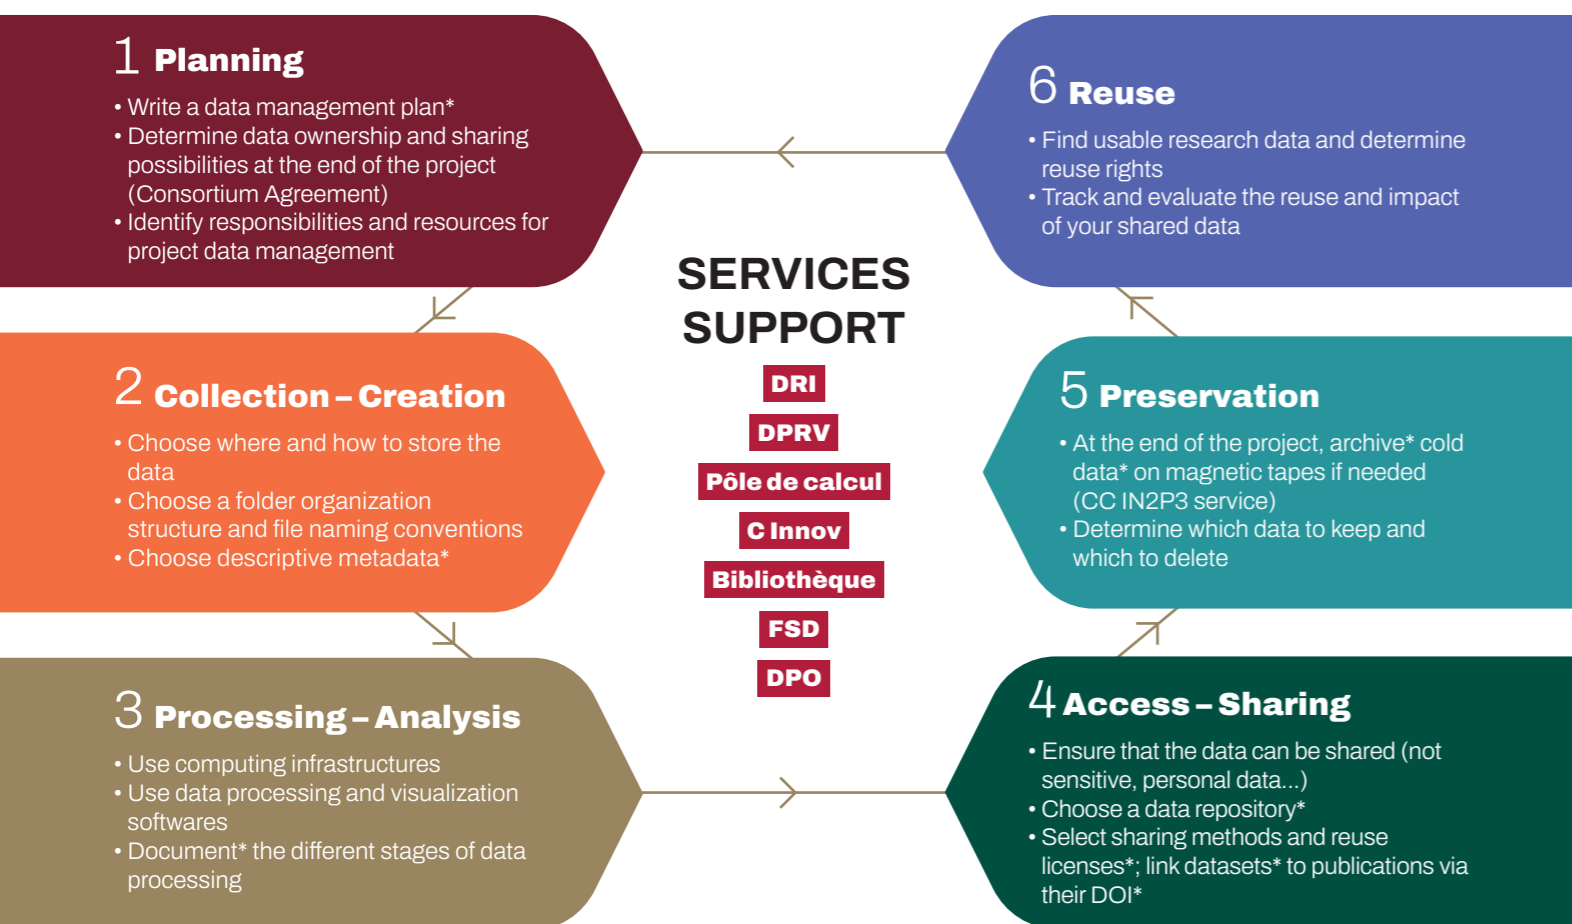 1 Planning
• Write a data management plan*
• Determine data ownership and sharing
possibilities at the end of the project
(Consortium Agreement)
• Identify responsibilities and resources for
project data management
2 Collection – Creation
• Choose where and how to store the
data
• Choose a folder organization
structure and file naming conventions
• Choose descriptive metadata*
3 Processing – Analysis
• Use computing infrastructures
• Use data processing and visualization
softwares
• Document* the different stages of data
processing
SERVICES
SUPPORT
DRI
DPRV
Pôle de calcul
C Innov
Bibliothèque
FSD
DPO
4 Access – Sharing
• Ensure that the data can be shared (not
sensitive, personal data...)
• Choose a data repository*
• Select sharing methods and reuse
licenses*; link datasets* to publications via
their DOI*
5 Preservation
• At the end of the project, archive* cold
data* on magnetic tapes if needed
(CC IN2P3 service)
• Determine which data to keep and
which to delete
6 Reuse
• Find usable research data and determine
reuse rights
• Track and evaluate the reuse and impact
of your shared data